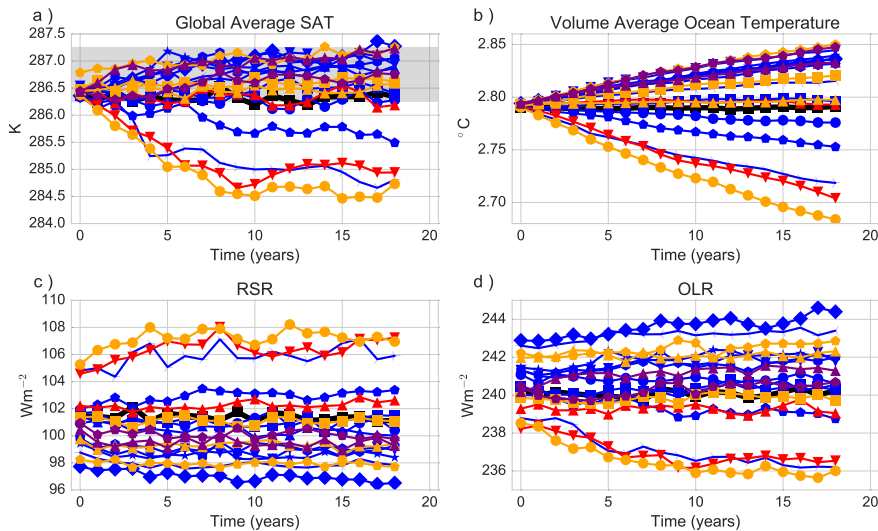 a ) Global Average SAT
287.5
287.0
286.5
286.0
285.5
285.0
284.5
284.0
K
0 5 10 15 20
Time (years)
b ) Volume Average Ocean Temperature
2.85
2.80
2.75
2.70
°C
0 5 10 15 20
Time (years)
c ) RSR
110
108
106
104
102
100
98
96
Wm⁻²
0 5 10 15 20
Time (years)
d ) OLR
244
242
240
238
236
Wm⁻²
0 5 10 15 20
Time (years)